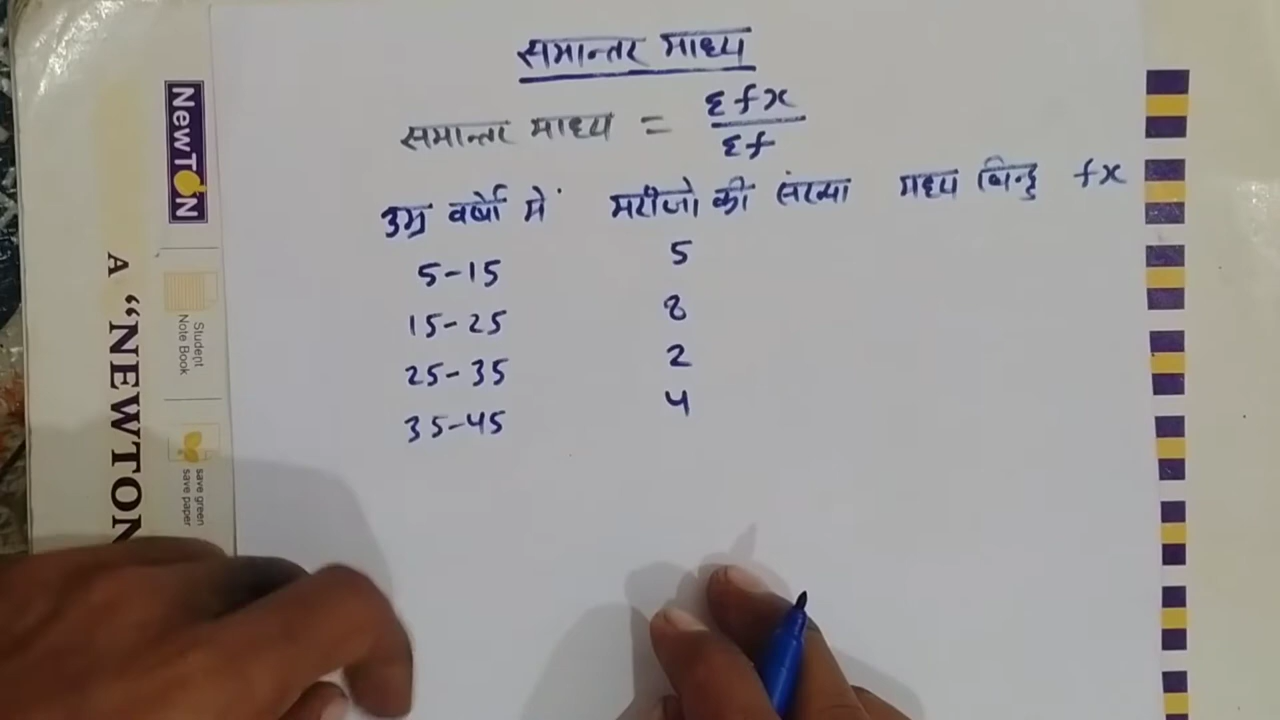 समान्तर माध्य
समान्तर माध्य = Σfx
Σf
उम्र वर्षो में मरीजो की संख्या मध्य बिन्दु fx
5-15 5
15-25 8
25-35 2
35-45 4
NewTON
Student
Note Book
save green
save paper
A "NEWTON